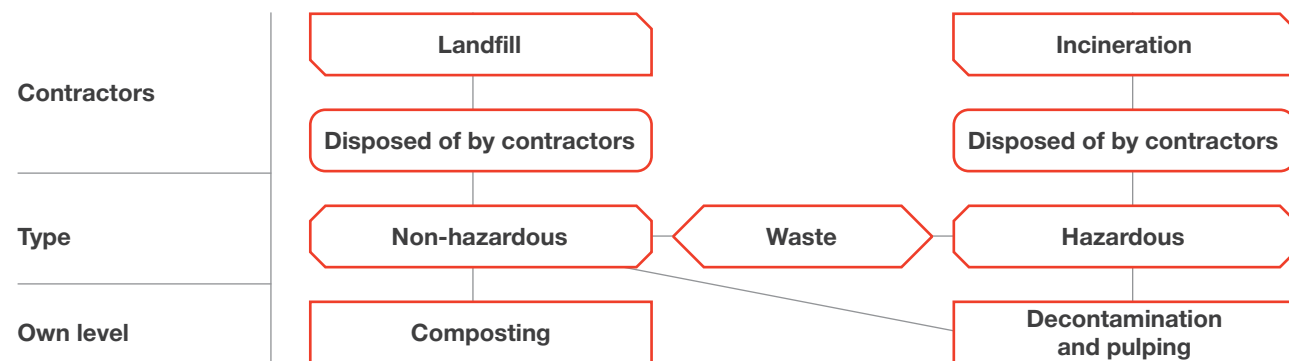 Landfill
Incineration
Contractors
Disposed of by contractors
Disposed of by contractors
Type
Non-hazardous
Waste
Hazardous
Own level
Composting
Decontamination
and pulping